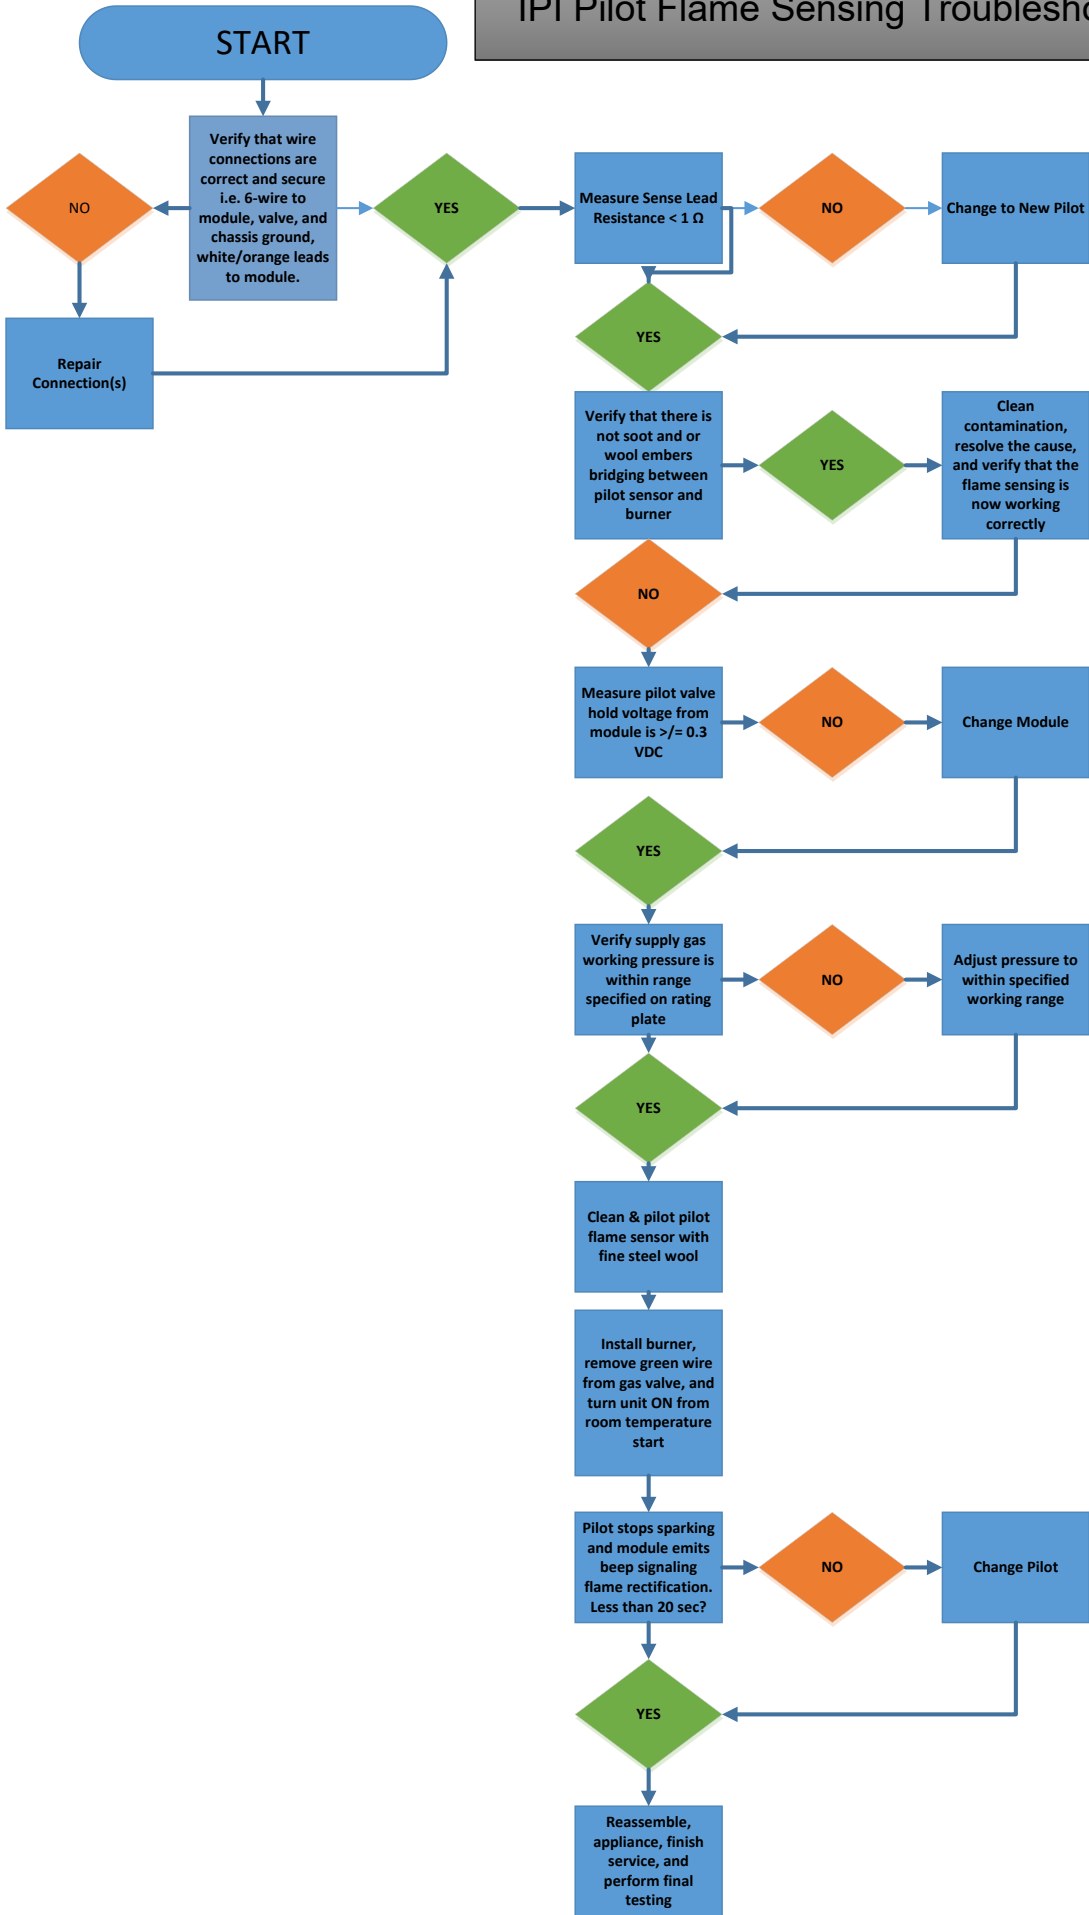 IPI Pilot Flame Sensing
START
Verify that wire
connections are
correct and secure
i.e. 6-wire to
module, valve, and
chassis ground,
white/orange leads
to module.
NO
YES
Repair
Connection(s)
Measure Sense Lead
Resistance < 1 Ω
NO
Change to New Pilot
YES
Verify that there is
not soot and or
wool embers
bridging between
pilot sensor and
burner
YES
Clean
contamination,
resolve the cause,
and verify that the
flame sensing is
now working
correctly
NO
Measure pilot valve
hold voltage from
module is >/= 0.3
VDC
NO
Change Module
YES
Verify supply gas
working pressure is
within range
specified on rating
plate
NO
Adjust pressure to
within specified
working range
YES
Clean & pilot pilot
flame sensor with
fine steel wool
Install burner,
remove green wire
from gas valve, and
turn unit ON from
room temperature
start
Pilot stops sparking
and module emits
beep signaling
flame rectification.
Less than 20 sec?
NO
Change Pilot
YES
Reassemble,
appliance, finish
service, and
perform final
testing